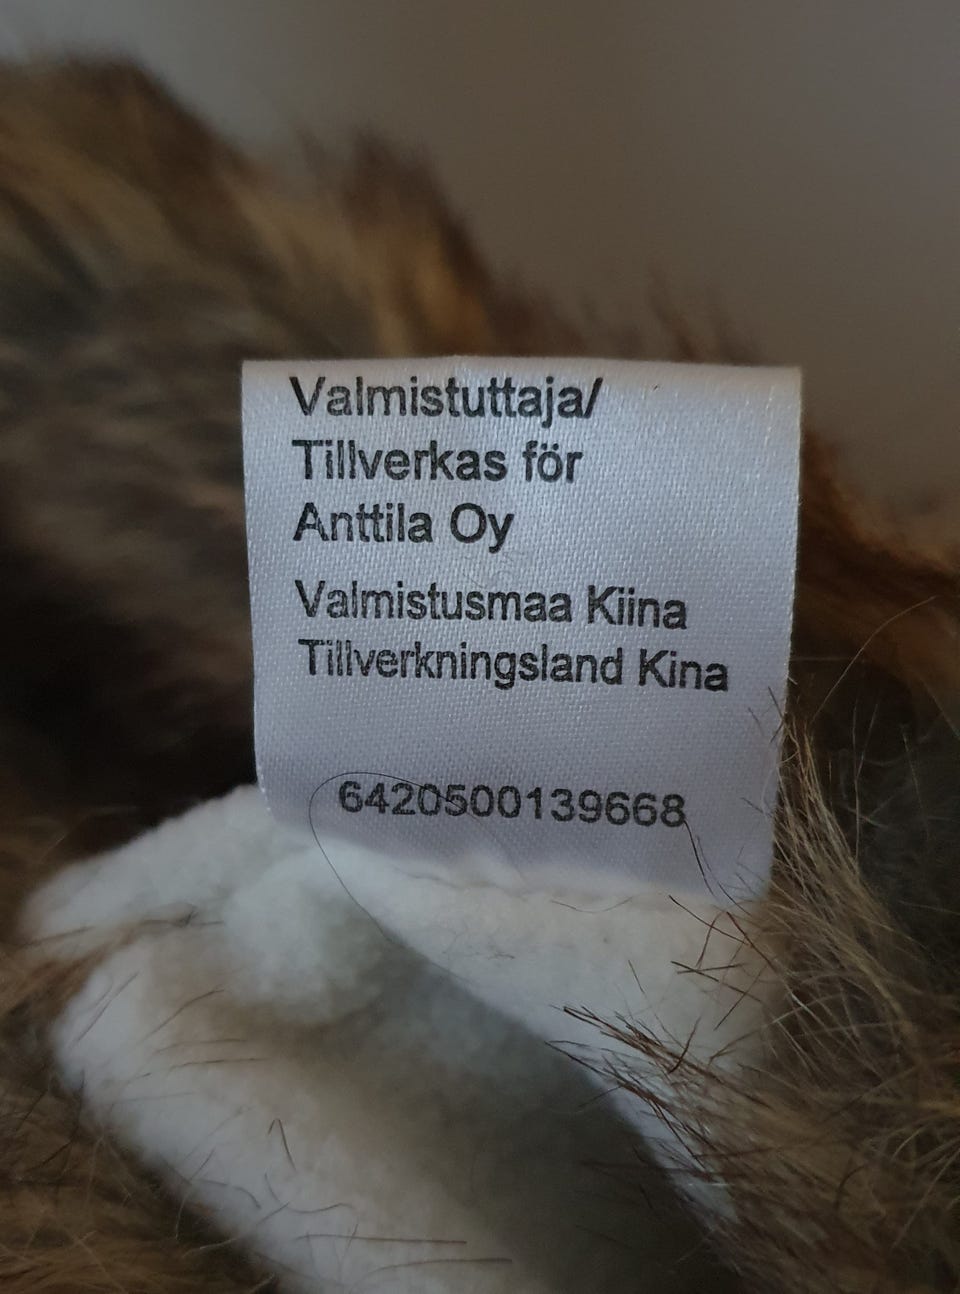 Valmistuttaja/
Tillverkas för
Anttila Oy
Valmistusmaa Kiina
Tillverkningsland Kina
6420500139668